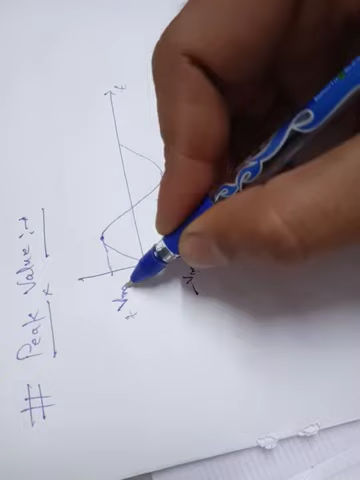 # Peak Value :→
t
Vm